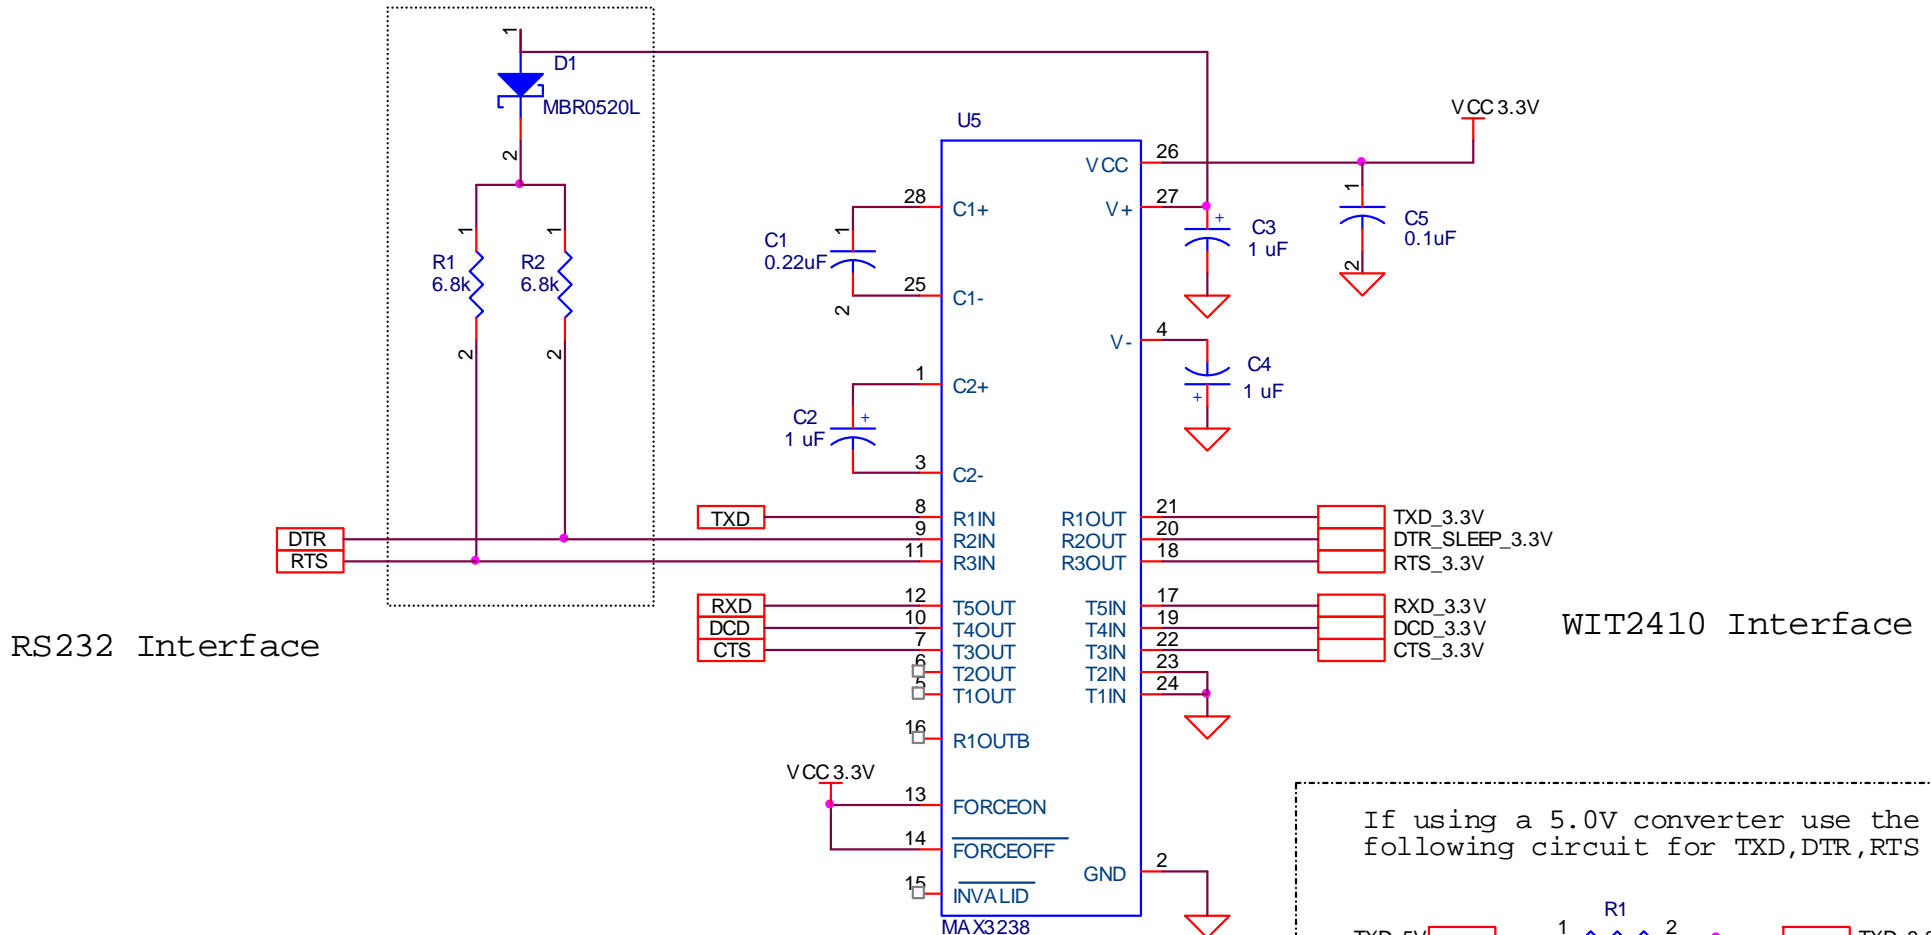 1
D1
MBR0520L
2
1
R1
6.8k
2
1
R2
6.8k
2
U5
VCC 3.3V
VCC
26
28
C1+
V+
27
1
C1
0.22uF
2
25
C1-
+
C3
1 uF
1
C5
0.1uF
2
V-
4
C4
1 uF
+
1
C2+
C2
1 uF
+
3
C2-
TXD
8
R1IN
R1OUT
21
TXD_3.3V
DTR
9
R2IN
R2OUT
20
DTR_SLEEP_3.3V
RTS
11
R3IN
R3OUT
18
RTS_3.3V
RXD
12
T5OUT
T5IN
17
RXD_3.3V
DCD
10
T4OUT
T4IN
19
DCD_3.3V
CTS
7
T3OUT
T3IN
22
CTS_3.3V
6
T2OUT
T2IN
23
5
T1OUT
T1IN
24
RS232 Interface
WIT2410 Interface
16
R1OUTB
VCC 3.3V
13
FORCEON
14
FORCEOFF
15
INVALID
GND
2
MAX3238
If using a 5.0V converter use the
following circuit for TXD,DTR,RTS
R1
1
2